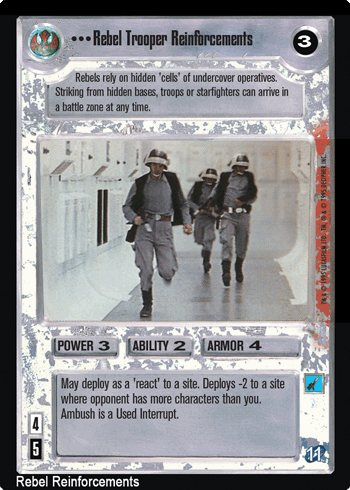 •••Rebel Trooper Reinforcements
3
Rebels rely on hidden 'cells' of undercover operatives.
Striking from hidden bases, troops or starfighters can arrive in
a battle zone at any time.
POWER 3
ABILITY 2
ARMOR 4
May deploy as a 'react' to a site. Deploys -2 to a site
where opponent has more characters than you.
Ambush is a Used Interrupt.
4
5
11
Rebel Reinforcements